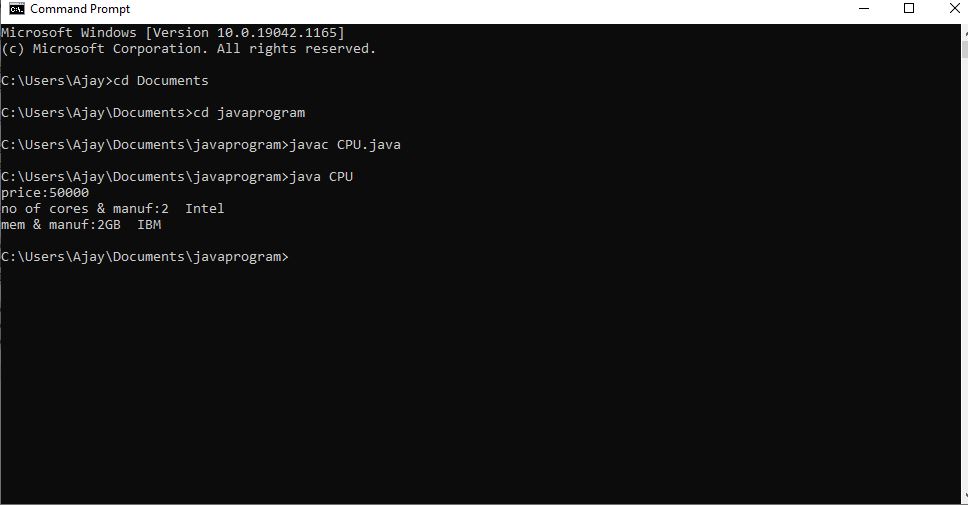 Command Prompt
Microsoft Windows [Version 10.0.19042.1165]
(c) Microsoft Corporation. All rights reserved.
C:\Users\Ajay>cd Documents
C:\Users\Ajay\Documents>cd javaprogram
C:\Users\Ajay\Documents\javaprogram>javac CPU.java
C:\Users\Ajay\Documents\javaprogram>java CPU
price:50000
no of cores & manuf:2  Intel
mem & manuf:2GB  IBM
C:\Users\Ajay\Documents\javaprogram>